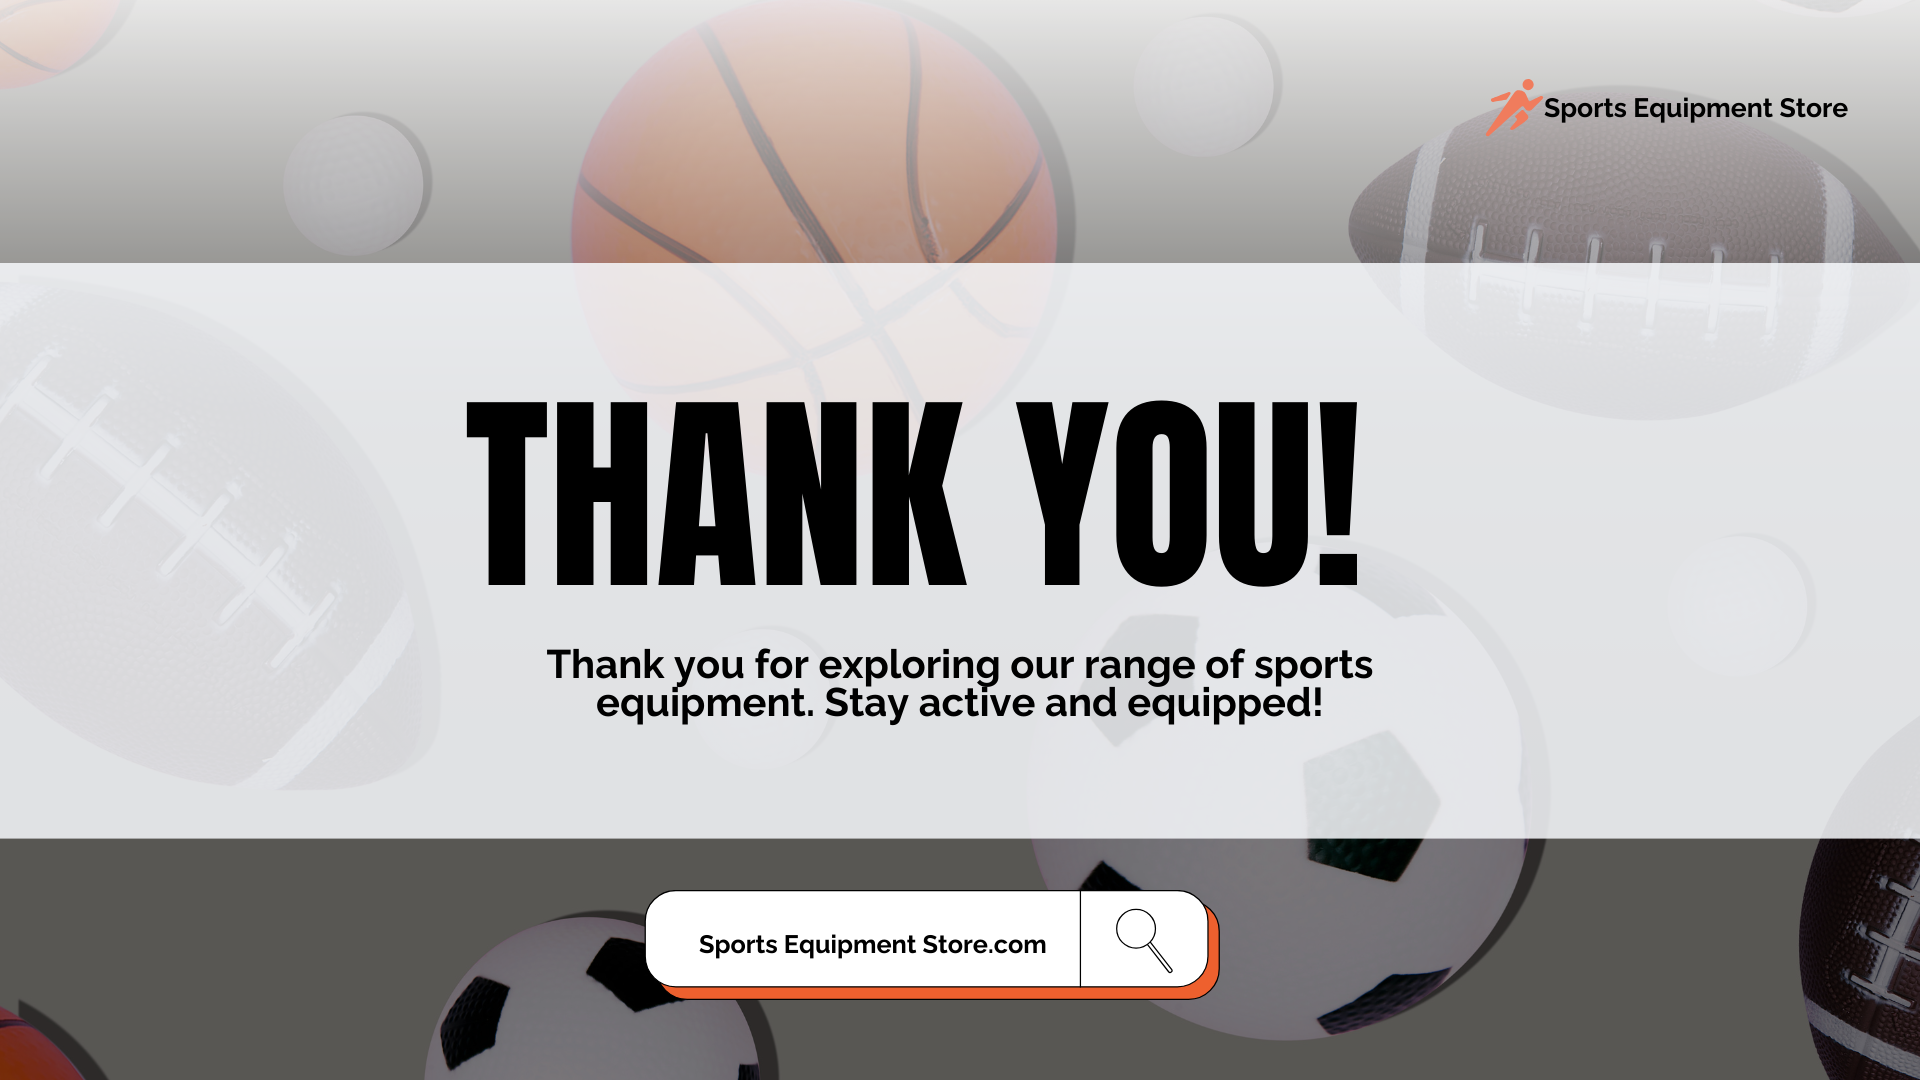 Sports Equipment Store
THANK YOU!
Thank you for exploring our range of sports
equipment. Stay active and equipped!
Sports Equipment Store.com